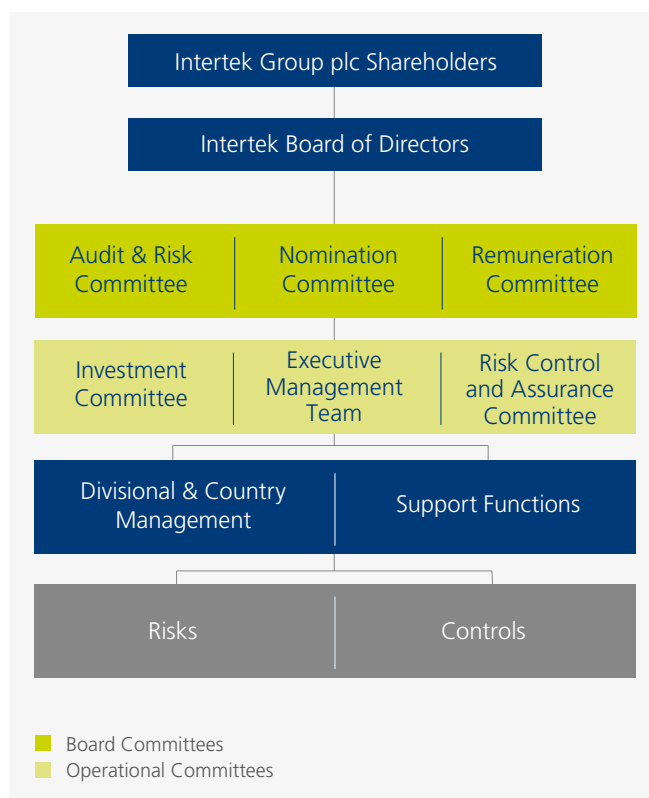 Intertek Group plc Shareholders
Intertek Board of Directors
Audit & Risk
Committee
Nomination
Committee
Remuneration
Committee
Investment
Committee
Executive
Management
Team
Risk Control
and Assurance
Committee
Divisional & Country
Management
Support Functions
Risks
Controls
Board Committees
Operational Committees